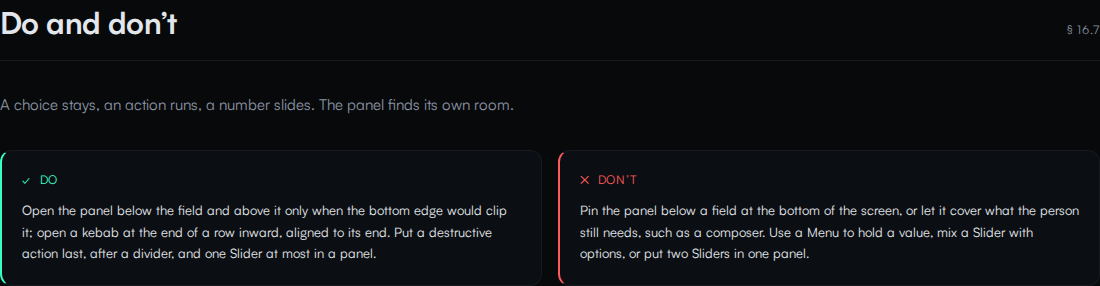 Do and don’t
§ 16.7
A choice stays, an action runs, a number slides. The panel finds its own room.
✓ DO
Open the panel below the field and above it only when the bottom edge would clip
it; open a kebab at the end of a row inward, aligned to its end. Put a destructive
action last, after a divider, and one Slider at most in a panel.
✕ DON’T
Pin the panel below a field at the bottom of the screen, or let it cover what the person
still needs, such as a composer. Use a Menu to hold a value, mix a Slider with
options, or put two Sliders in one panel.